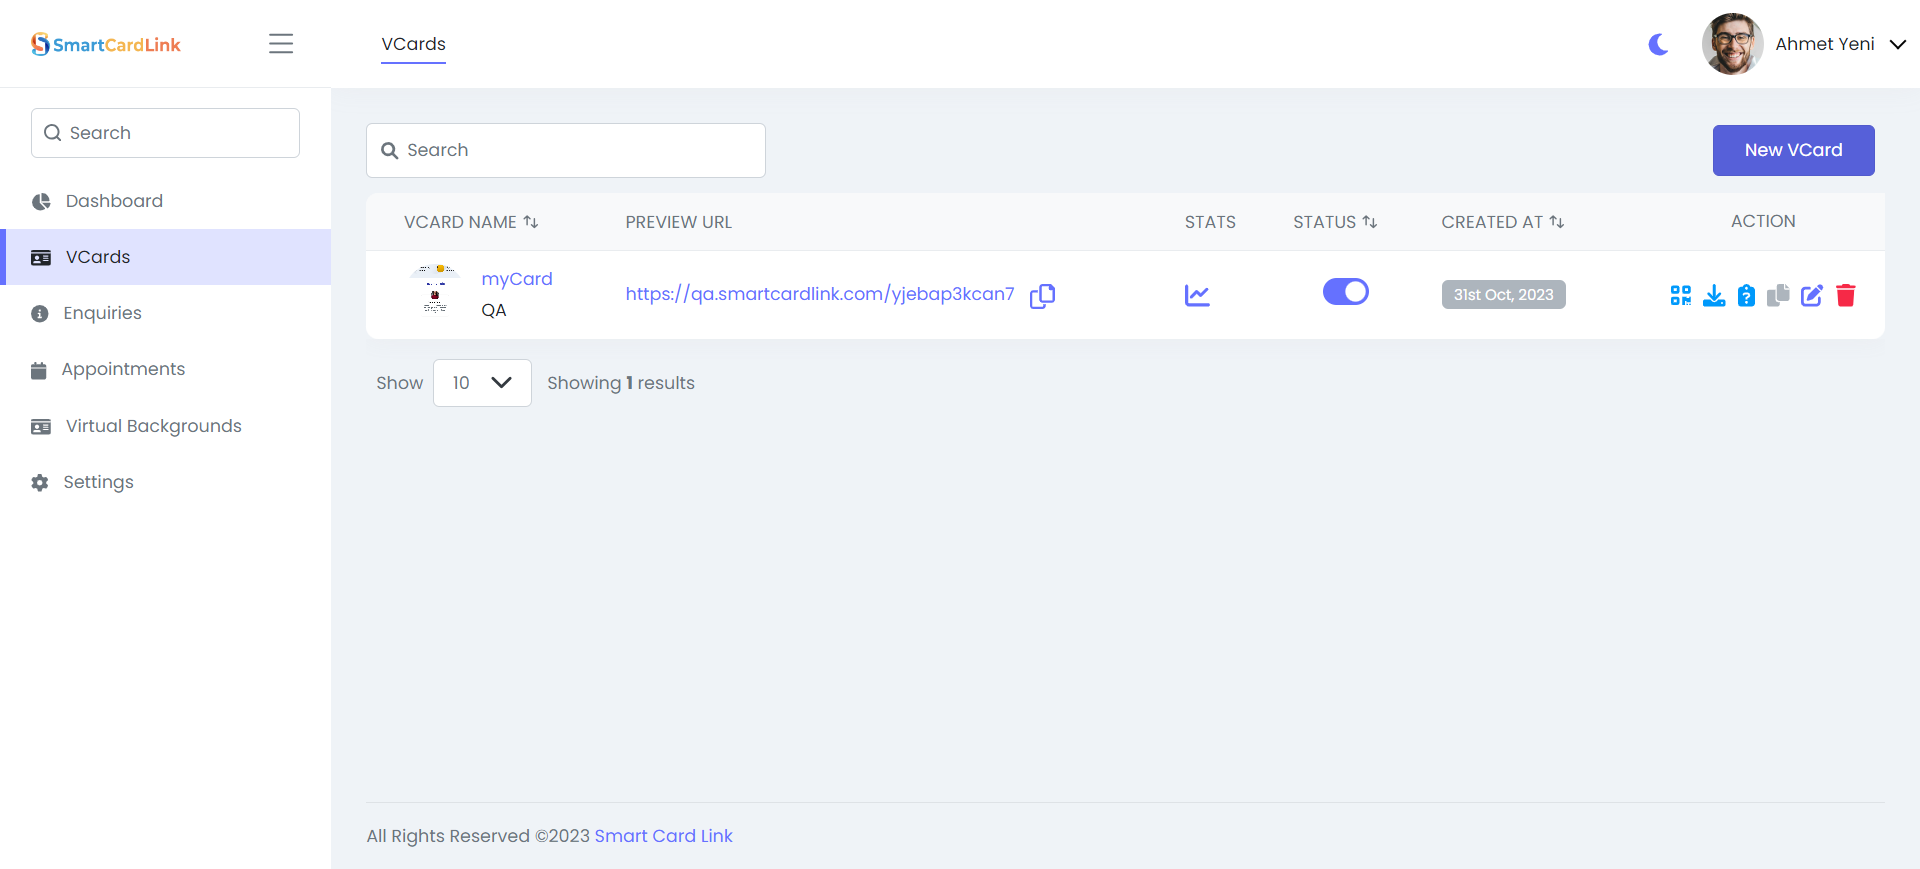 SmartCardLink
VCards
Ahmet Yeni
Search
Dashboard
VCards
Enquiries
Appointments
Virtual Backgrounds
Settings
Search
New VCard
VCARD NAME PREVIEW URL STATS STATUS CREATED AT ACTION
myCard
QA
https://qa.smartcardlink.com/yjebap3kcan7
31st Oct, 2023
Show 10 Showing 1 results
All Rights Reserved ©2023 Smart Card Link